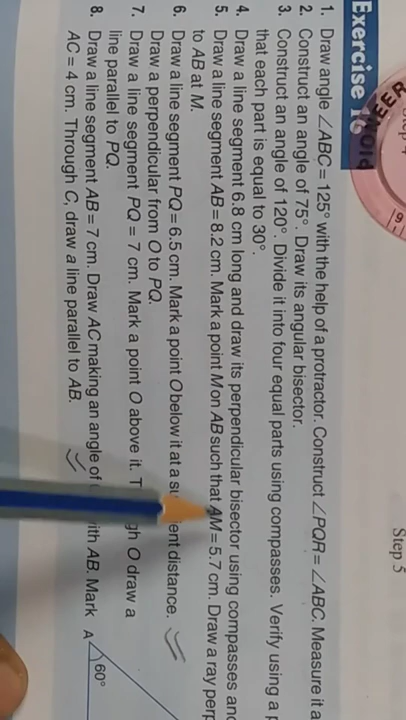 Step 4
Exercise 16
1. Draw angle ∠ABC = 125° with the help of a protractor. Construct ∠PQR = ∠ABC. Measure it a
2. Construct an angle of 75°. Draw its angular bisector.
3. Construct an angle of 120°. Divide it into four equal parts using compasses. Verify using a p
that each part is equal to 30°.
4. Draw a line segment 6.8 cm long and draw its perpendicular bisector using compasses and
5. Draw a line segment AB = 8.2 cm. Mark a point M on AB such that AM = 5.7 cm. Draw a ray perp
to AB at M.
6. Draw a line segment PQ = 6.5 cm. Mark a point O below it at a su ient distance.
Draw a perpendicular from O to PQ.
7. Draw a line segment PQ = 7 cm. Mark a point O above it. T gh O draw a
line parallel to PQ.
8. Draw a line segment AB = 7 cm. Draw AC making an angle of ith AB. Mark
AC = 4 cm. Through C, draw a line parallel to AB.
Step 5
A
60°
9